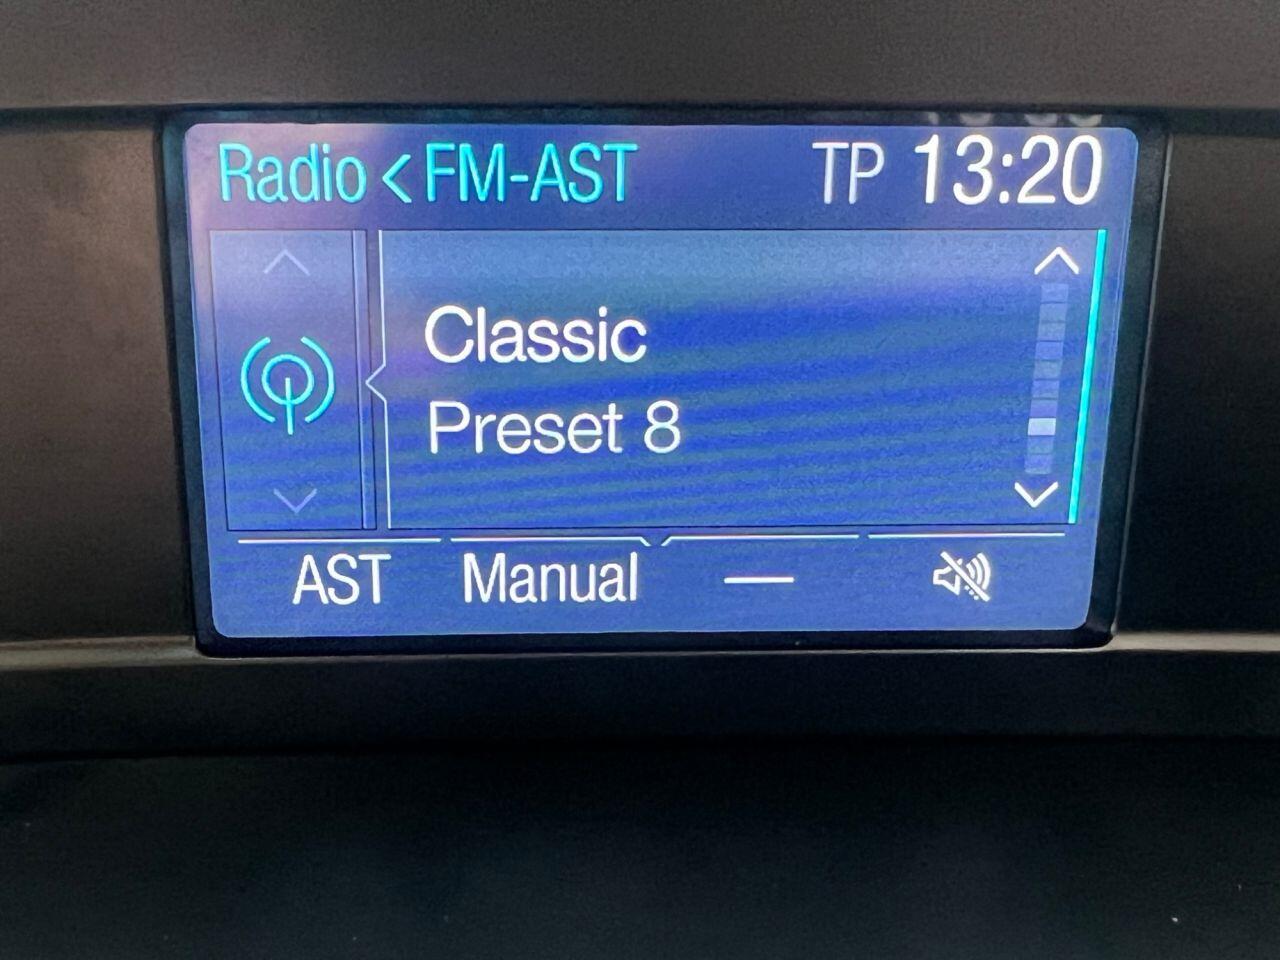 Radio < FM-AST TP 13:20
Classic
Preset 8
AST Manual —